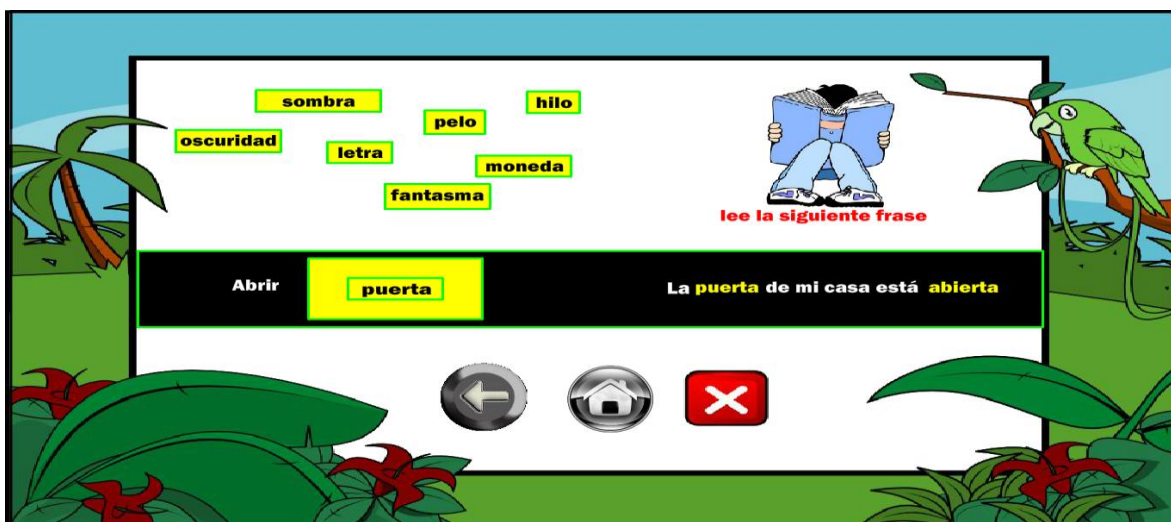 sombra
hilo
pelo
oscuridad
letra
moneda
fantasma
lee la siguiente frase
Abrir puerta La puerta de mi casa está abierta